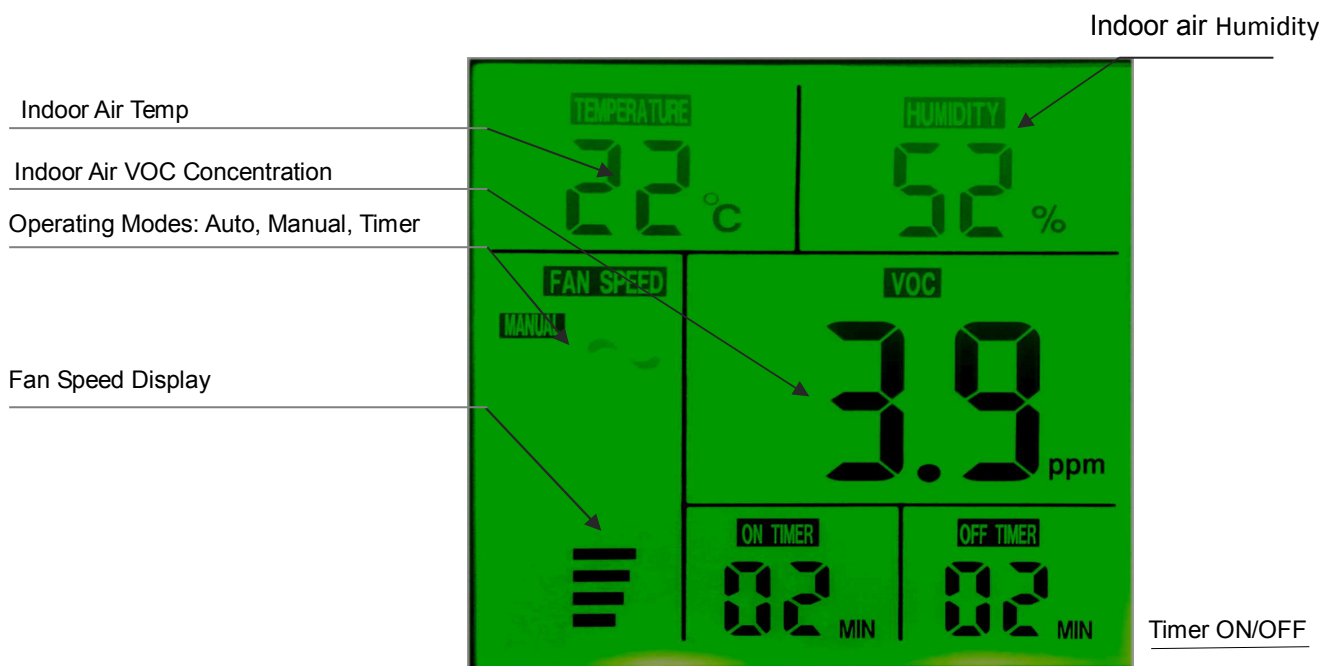 Indoor air Humidity
Indoor Air Temp
Indoor Air VOC Concentration
Operating Modes: Auto, Manual, Timer
Fan Speed Display
TEMPERATURE
22 °C
HUMIDITY
52 %
FAN SPEED
MANUAL
VOC
3.9 ppm
ON TIMER
02 MIN
OFF TIMER
02 MIN
Timer ON/OFF